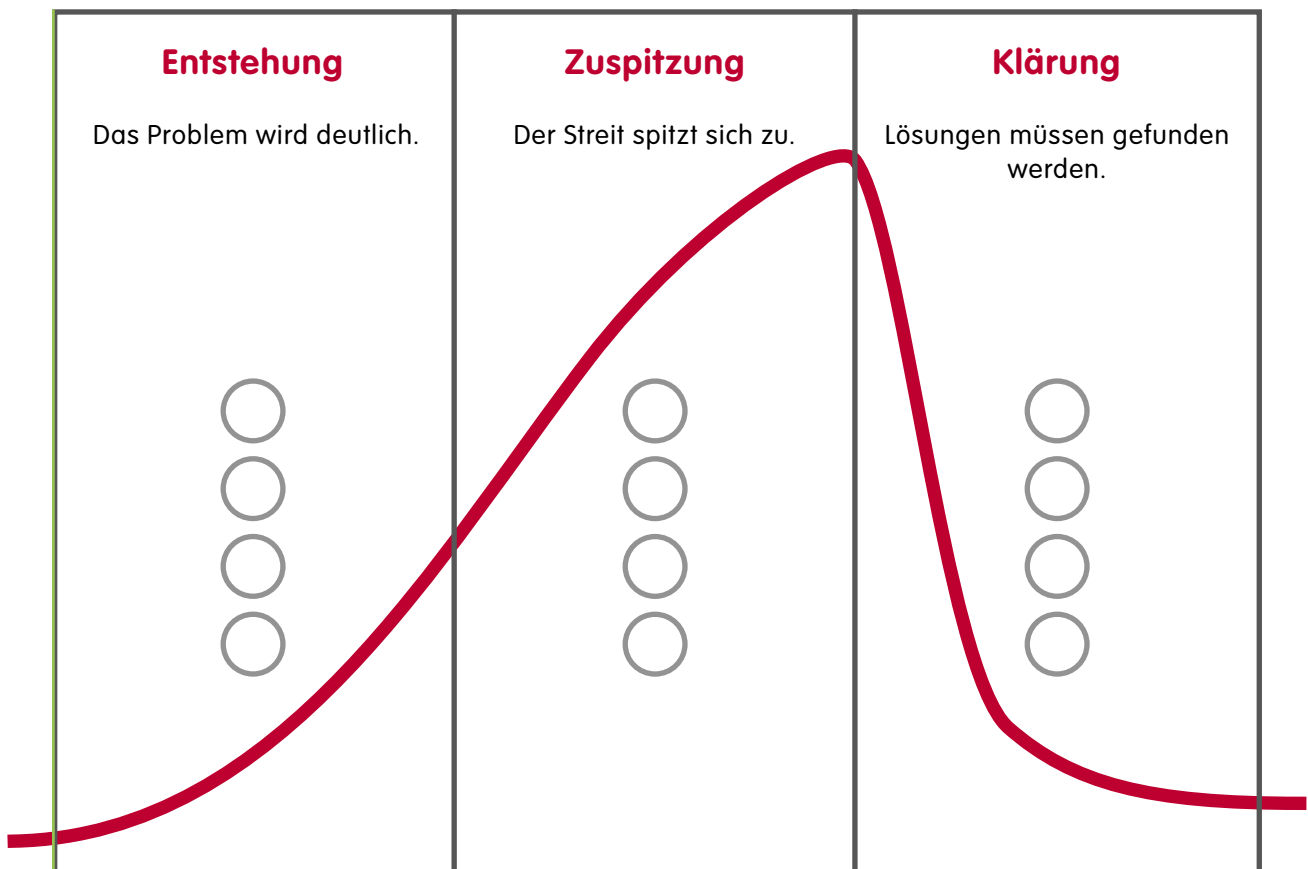 Entstehung
Das Problem wird deutlich.
Zuspitzung
Der Streit spitzt sich zu.
Klärung
Lösungen müssen gefunden
werden.